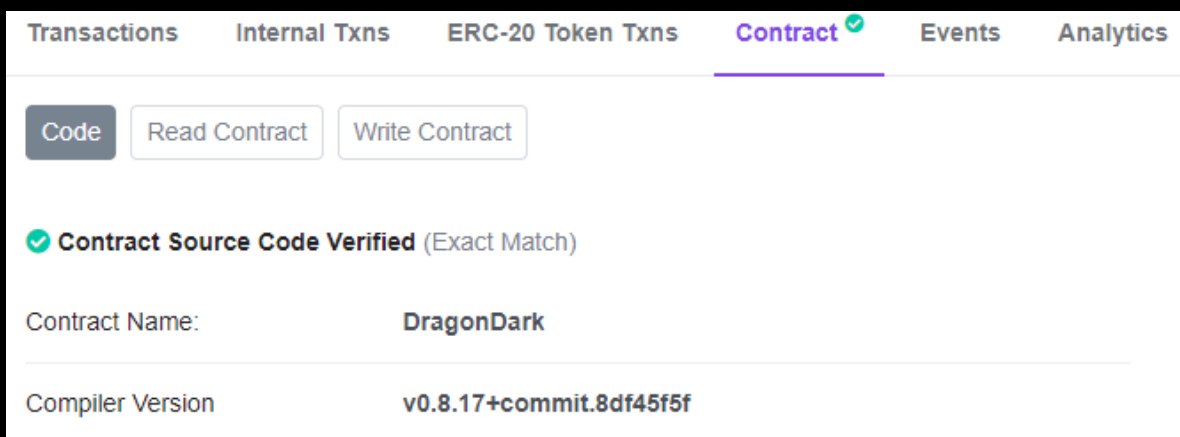 Transactions Internal Txns ERC-20 Token Txns Contract Events Analytics
Code Read Contract Write Contract
Contract Source Code Verified (Exact Match)
Contract Name: DragonDark
Compiler Version v0.8.17+commit.8df45f5f